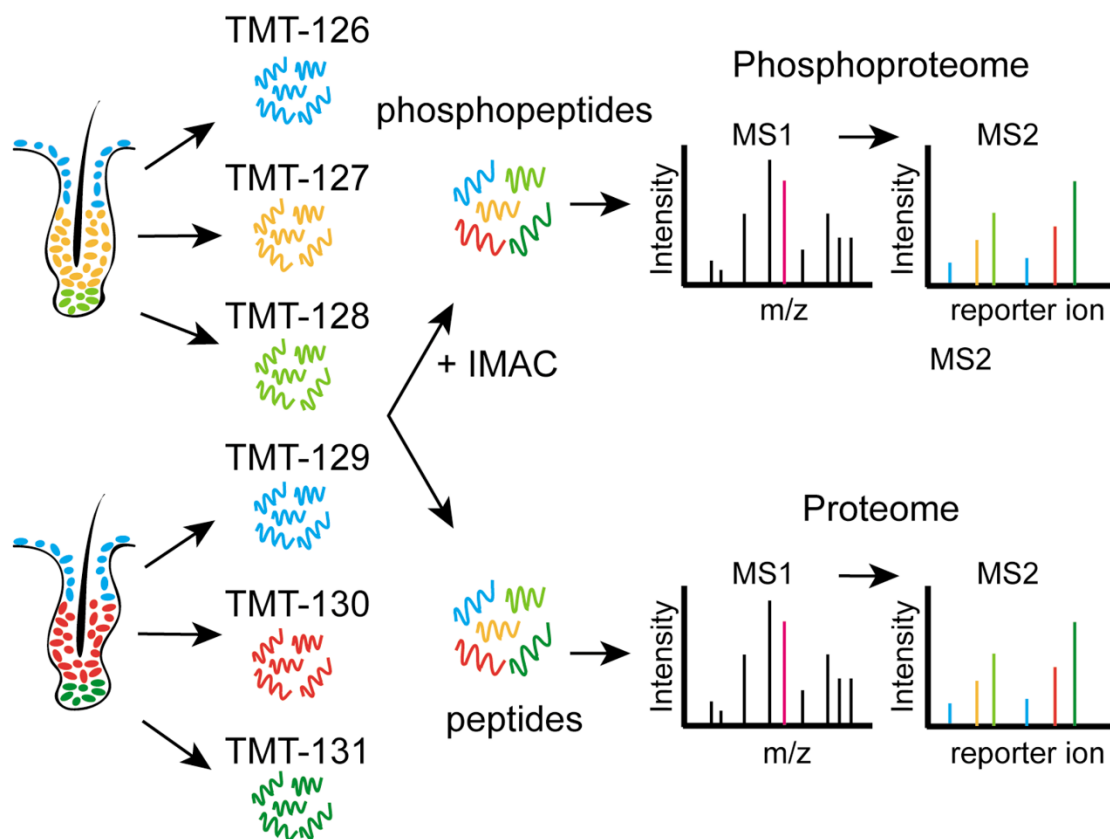 TMT-126
TMT-127
TMT-128
TMT-129
TMT-130
TMT-131
phosphopeptides
+ IMAC
peptides
Phosphoproteome
MS1
MS2
Intensity
m/z
Intensity
reporter ion
MS2
Proteome
MS1
MS2
Intensity
m/z
Intensity
reporter ion